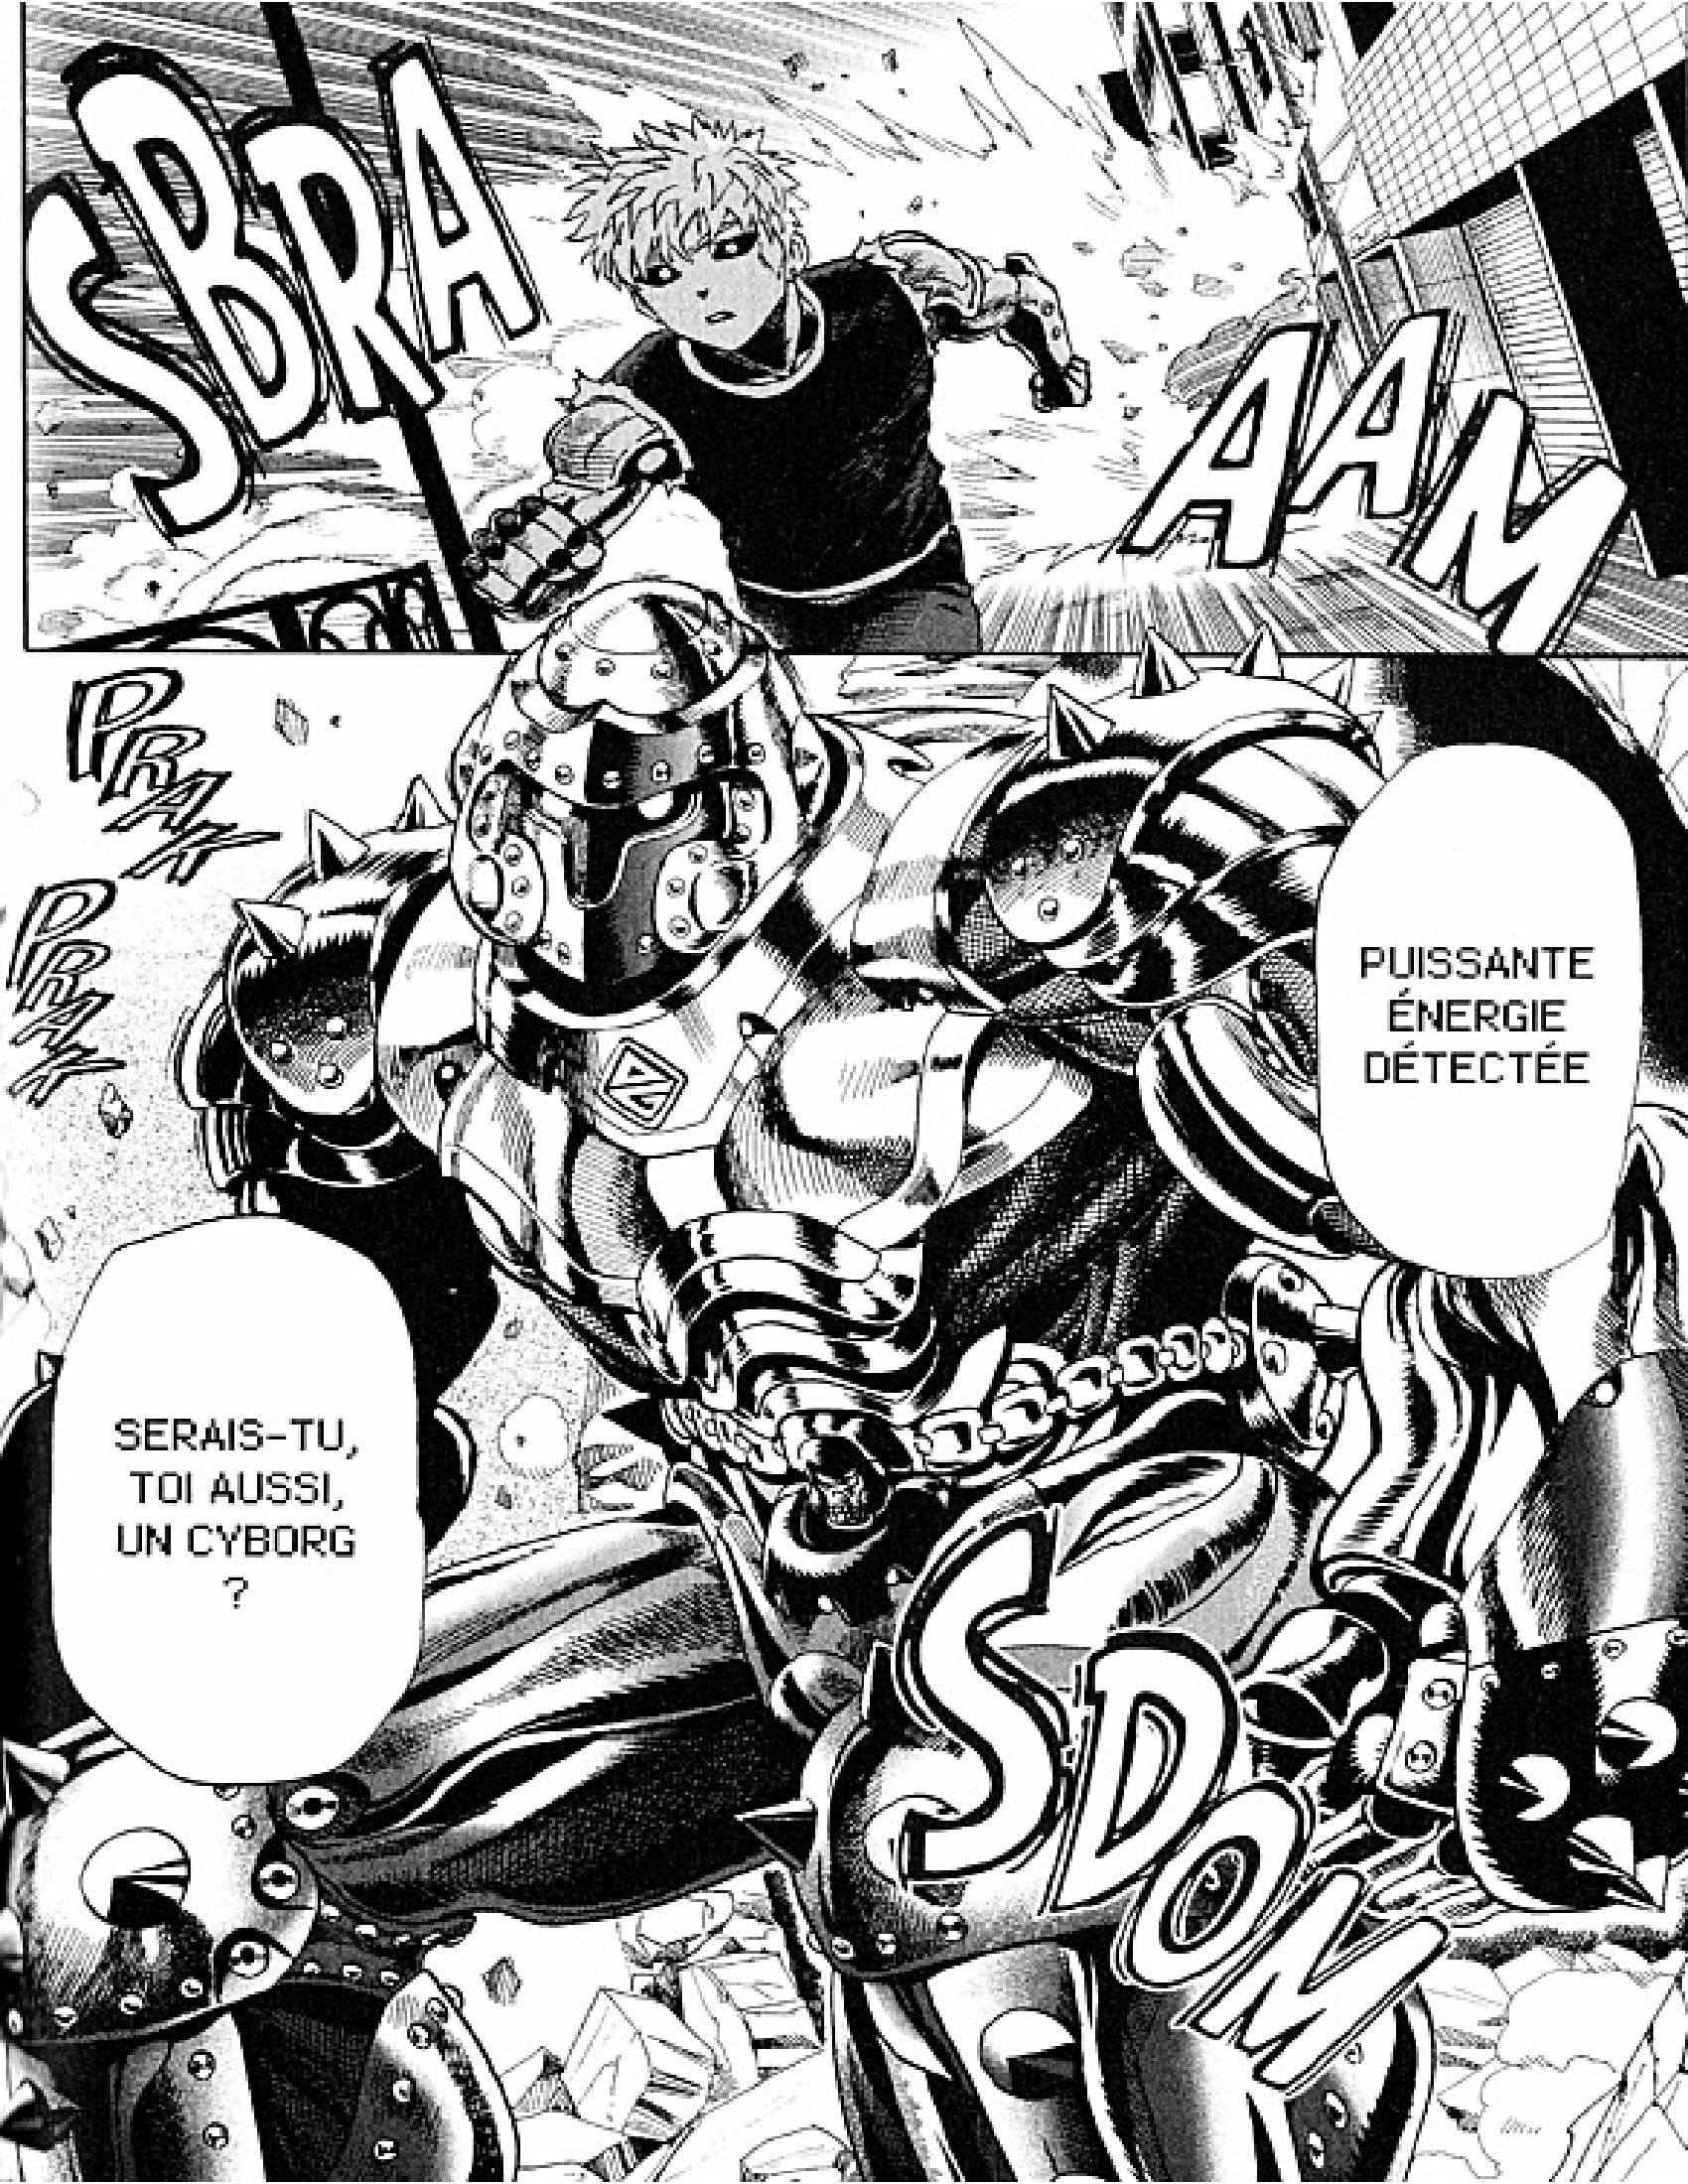 SBRA
AAM
PRAK
PRAK
PUISSANTE
ÉNERGIE
DÉTECTÉE
SERAIS-TU,
TOI AUSSI,
UN CYBORG
?
SDOM